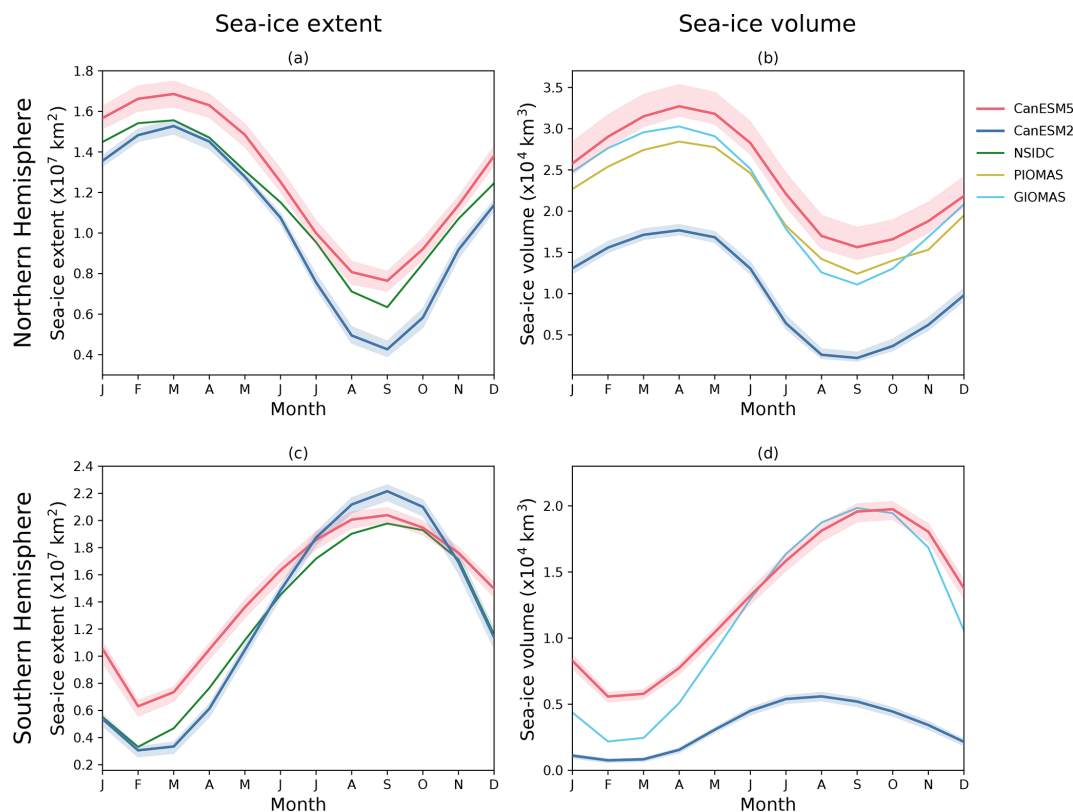 Sea-ice extent
Sea-ice volume
Northern Hemisphere
(a)
Sea-ice extent (x10⁷ km²)
1.8
1.6
1.4
1.2
1.0
0.8
0.6
0.4
J F M A M J J A S O N D
Month
(b)
Sea-ice volume (x10⁴ km³)
3.5
3.0
2.5
2.0
1.5
1.0
0.5
J F M A M J J A S O N D
Month
CanESM5
CanESM2
NSIDC
PIOMAS
GIOMAS
Southern Hemisphere
(c)
Sea-ice extent (x10⁷ km²)
2.4
2.2
2.0
1.8
1.6
1.4
1.2
1.0
0.8
0.6
0.4
0.2
J F M A M J J A S O N D
Month
(d)
Sea-ice volume (x10⁴ km³)
2.0
1.5
1.0
0.5
0.0
J F M A M J J A S O N D
Month